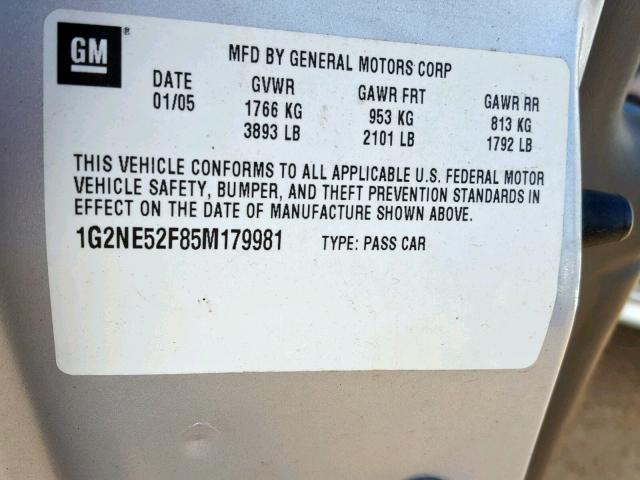 GM ®
MFD BY GENERAL MOTORS CORP
DATE GVWR GAWR FRT GAWR RR
01/05 1766 KG 953 KG 813 KG
3893 LB 2101 LB 1792 LB
THIS VEHICLE CONFORMS TO ALL APPLICABLE U.S. FEDERAL MOTOR
VEHICLE SAFETY, BUMPER, AND THEFT PREVENTION STANDARDS IN
EFFECT ON THE DATE OF MANUFACTURE SHOWN ABOVE.
1G2NE52F85M179981 TYPE: PASS CAR